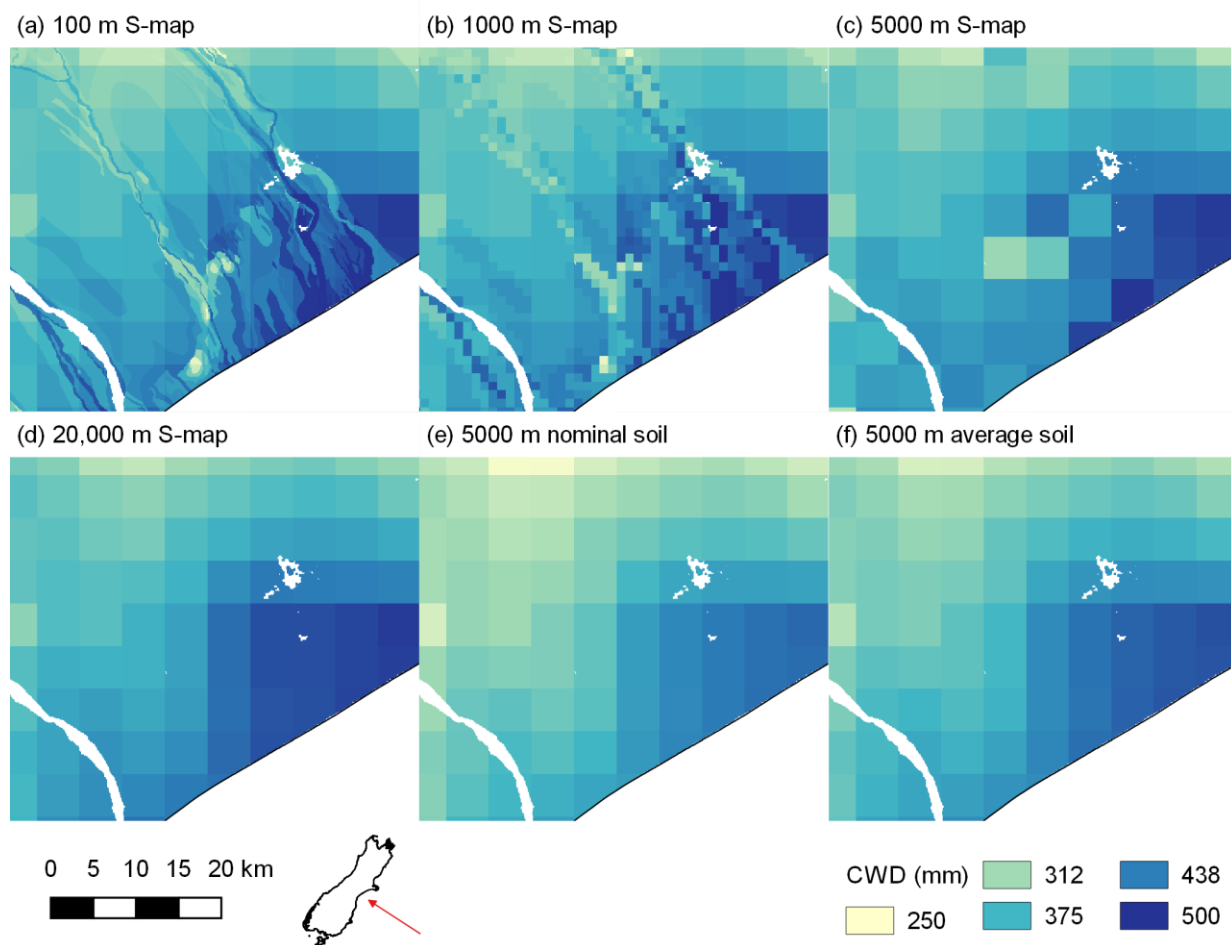 (a) 100 m S-map
(b) 1000 m S-map
(c) 5000 m S-map
(d) 20,000 m S-map
(e) 5000 m nominal soil
(f) 5000 m average soil
0 5 10 15 20 km
CWD (mm)
250
312
375
438
500